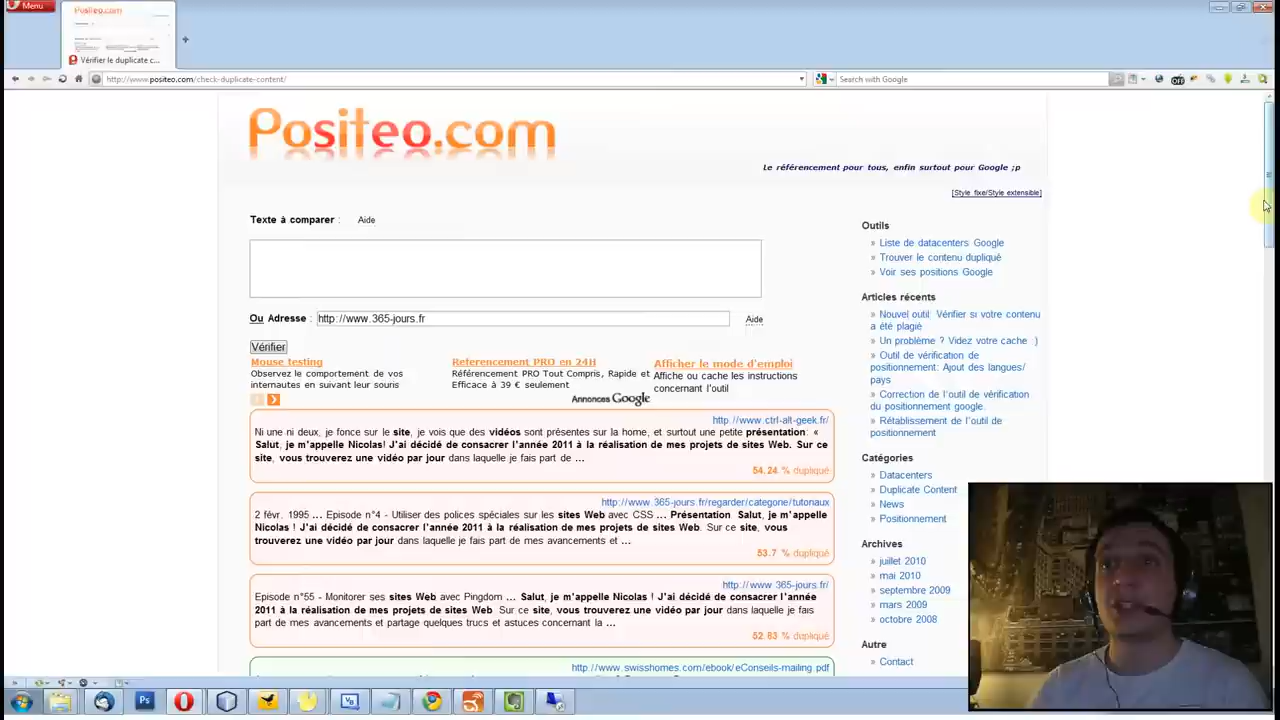 Menu
Positeo.com
Vérifier le duplicate c...
http://www.positeo.com/check-duplicate-content/
Search with Google
OFF
Positeo.com
Le référencement pour tous, enfin surtout pour Google ;p
[Style fixe/Style extensible]
Texte à comparer : Aide
Ou Adresse : http://www.365-jours.fr Aide
Vérifier
Mouse testing
Observez le comportement de vos
internautes en suivant leur souris
Referencement PRO en 24H
Référencement PRO Tout Compris, Rapide et
Efficace à 39 € seulement
Afficher le mode d'emploi
Affiche ou cache les instructions
concernant l'outil
Annonces Google
http://www.ctrl-alt-geek.fr/
Ni une ni deux, je fonce sur le site, je vois que des vidéos sont présentes sur la home, et surtout une petite présentation: «
Salut, je m'appelle Nicolas! J'ai décidé de consacrer l'année 2011 à la réalisation de mes projets de sites Web. Sur ce
site, vous trouverez une vidéo par jour dans laquelle je fais part de ...
54.24 % dupliqué
http://www.365-jours.fr/regarder/categorie/tutoriaux
2 févr. 1995 ... Episode n°4 - Utiliser des polices spéciales sur les sites Web avec CSS ... Présentation. Salut, je m'appelle
Nicolas ! J'ai décidé de consacrer l'année 2011 à la réalisation de mes projets de sites Web. Sur ce site, vous
trouverez une vidéo par jour dans laquelle je fais part de mes avancements et ...
53.7 % dupliqué
http://www.365-jours.fr/
Episode n°55 - Monitorer ses sites Web avec Pingdom ... Salut, je m'appelle Nicolas ! J'ai décidé de consacrer l'année
2011 à la réalisation de mes projets de sites Web. Sur ce site, vous trouverez une vidéo par jour dans laquelle je fais
part de mes avancements et partage quelques trucs et astuces concernant la ...
52.83 % dupliqué
http://www.swisshomes.com/ebook/eConseils-mailing.pdf
Outils
» Liste de datacenters Google
» Trouver le contenu dupliqué
» Voir ses positions Google
Articles récents
» Nouvel outil: Vérifier si votre contenu
a été plagié
» Un problème ? Videz votre cache :)
» Outil de vérification de
positionnement: Ajout des langues/
pays
» Correction de l'outil de vérification
du positionnement google.
» Rétablissement de l'outil de
positionnement
Catégories
» Datacenters
» Duplicate Content
» News
» Positionnement
Archives
» juillet 2010
» mai 2010
» septembre 2009
» mars 2009
» octobre 2008
Autre
» Contact
Ps